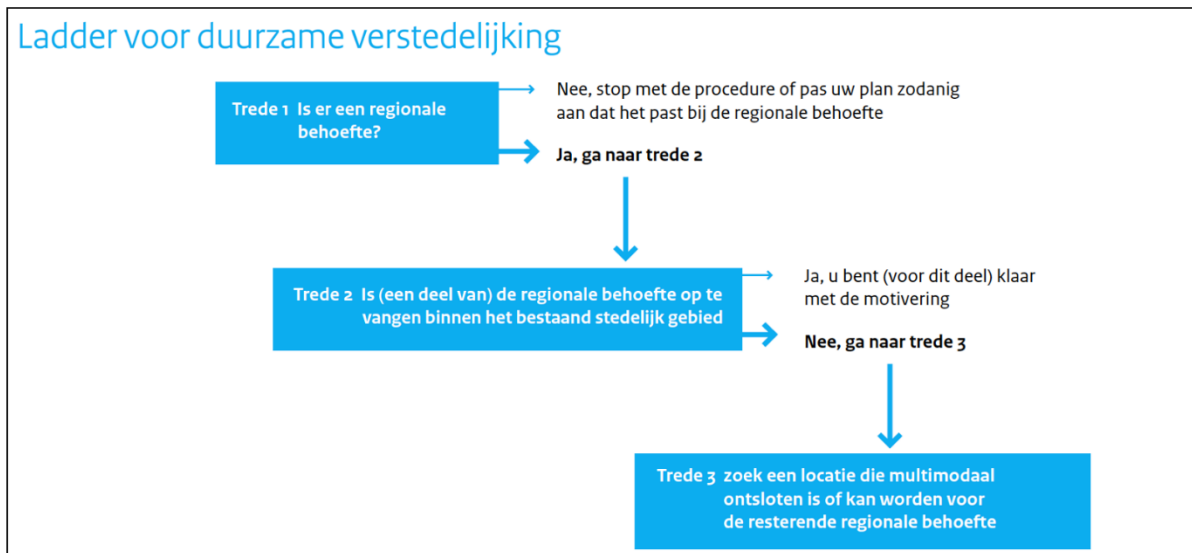 Ladder voor duurzame verstedelijking
Trede 1 Is er een regionale
behoefte?
Nee, stop met de procedure of pas uw plan zodanig
aan dat het past bij de regionale behoefte
Ja, ga naar trede 2
Trede 2 Is (een deel van) de regionale behoefte op te
vangen binnen het bestaand stedelijk gebied
Ja, u bent (voor dit deel) klaar
met de motivering
Nee, ga naar trede 3
Trede 3 zoek een locatie die multimodaal
ontsloten is of kan worden voor
de resterende regionale behoefte